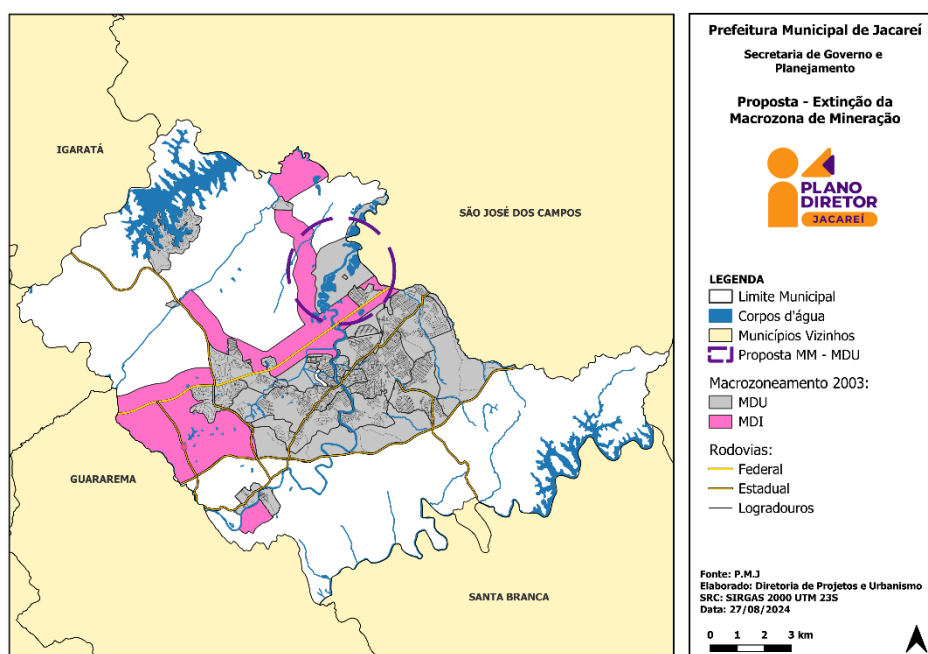 IGARATÁ
SÃO JOSÉ DOS CAMPOS
GUARAREMA
SANTA BRANCA
Prefeitura Municipal de Jacareí
Secretaria de Governo e
Planejamento
Proposta - Extinção da
Macrozona de Mineração
PLANO
DIRETOR
JACAREÍ
LEGENDA
Limite Municipal
Corpos d'água
Municípios Vizinhos
Proposta MM - MDU
Macrozoneamento 2003:
MDU
MDI
Rodovias:
Federal
Estadual
Logradouros
Fonte: P.M.J
Elaborado: Diretoria de Projetos e Urbanismo
SRC: SIRGAS 2000 UTM 23S
Data: 27/08/2024
0 1 2 3 km